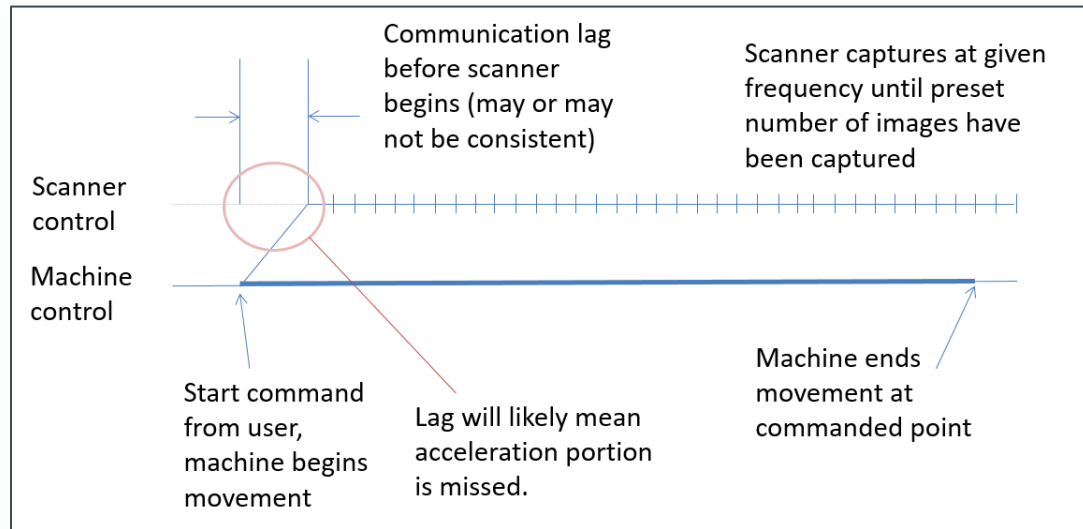 Communication lag
before scanner
begins (may or may
not be consistent)
Scanner captures at given
frequency until preset
number of images have
been captured
Scanner
control
Machine
control
Start command
from user,
machine begins
movement
Lag will likely mean
acceleration portion
is missed.
Machine ends
movement at
commanded point